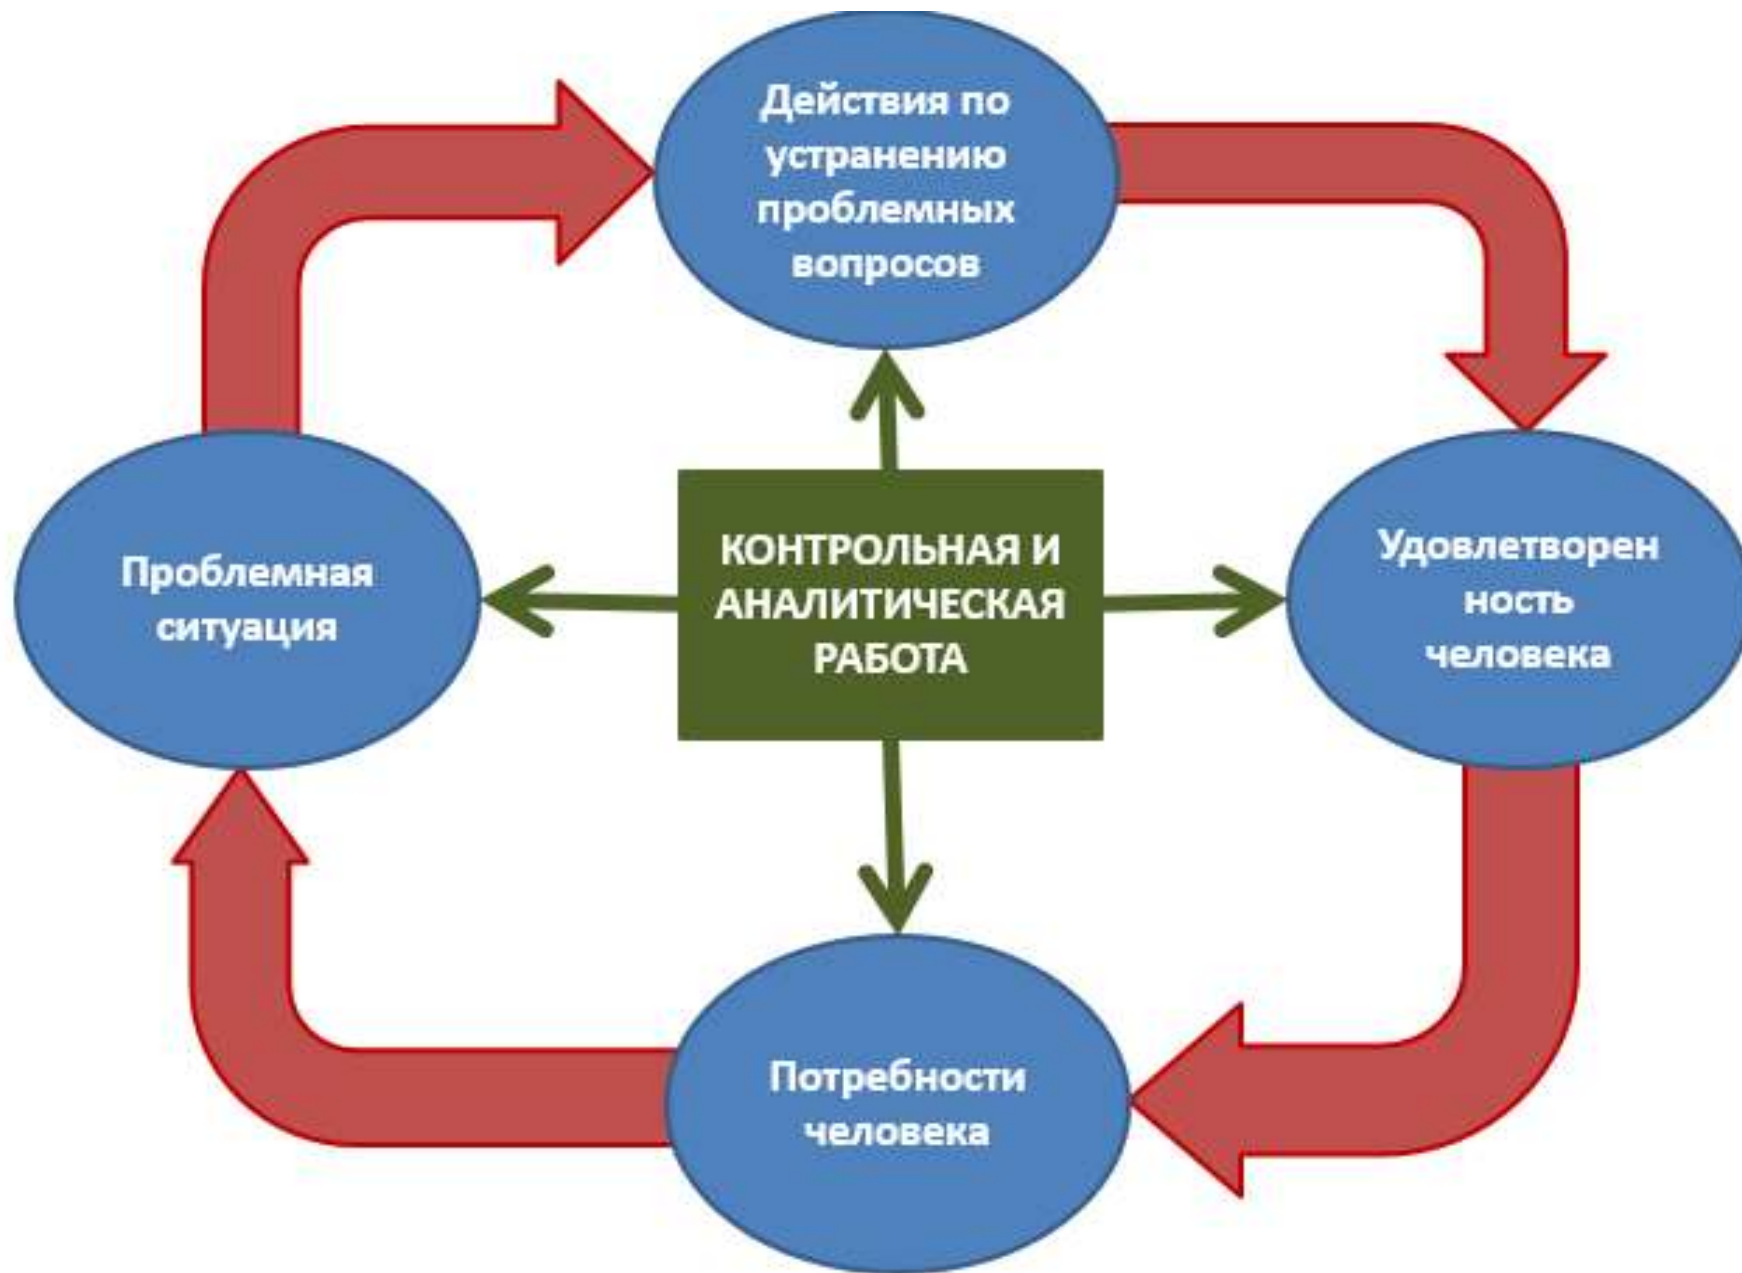 Действия по
устранению
проблемных
вопросов
Проблемная
ситуация
КОНТРОЛЬНАЯ И
АНАЛИТИЧЕСКАЯ
РАБОТА
Удовлетворен
ность
человека
Потребности
человека